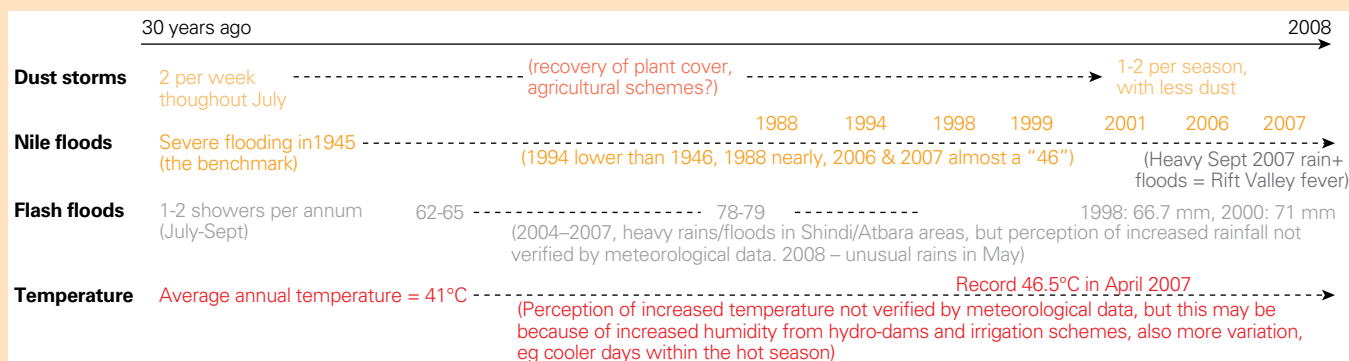 30 years ago 2008
Dust storms 2 per week (recovery of plant cover, 1-2 per season,
thoughout July agricultural schemes?) with less dust
1988 1994 1998 1999 2001 2006 2007
Nile floods Severe flooding in1945
(the benchmark) (1994 lower than 1946, 1988 nearly, 2006 & 2007 almost a “46”) (Heavy Sept 2007 rain+
floods = Rift Valley fever)
Flash floods 1-2 showers per annum 62-65 78-79 1998: 66.7 mm, 2000: 71 mm
(July-Sept) (2004–2007, heavy rains/floods in Shindi/Atbara areas, but perception of increased rainfall not
verified by meteorological data. 2008 – unusual rains in May)
Temperature Average annual temperature = 41°C Record 46.5°C in April 2007
(Perception of increased temperature not verified by meteorological data, but this may be
because of increased humidity from hydro-dams and irrigation schemes, also more variation,
eg cooler days within the hot season)